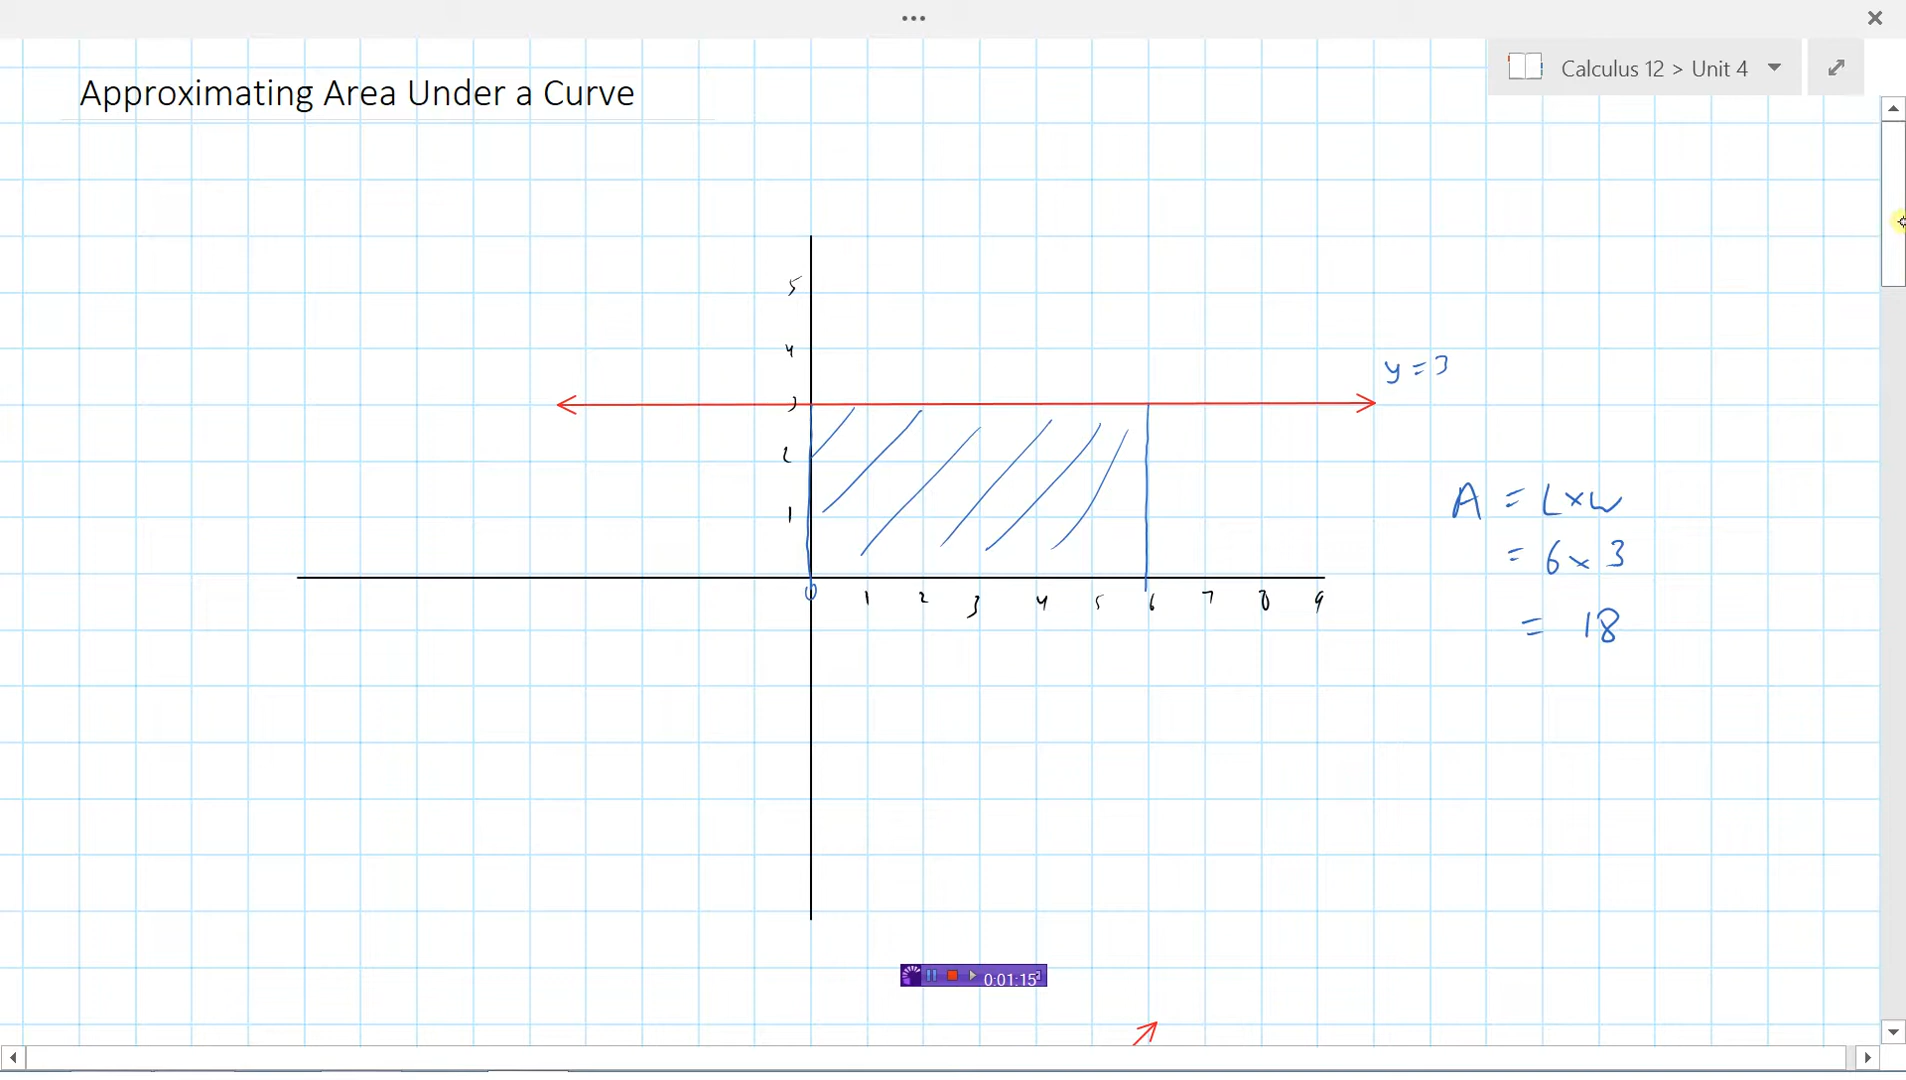 •••
Calculus 12 > Unit 4
Approximating Area Under a Curve
5
4
y = 3
3
2
A = L×W
1
= 6 × 3
0 1 2 3 4 5 6 7 8 9
= 18
0:01:15